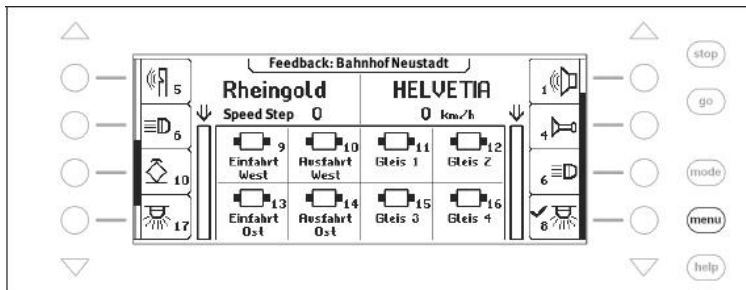 Feedback: Bahnhof Neustadt
Rheingold HELVETIA
Speed Step 0 0 km/h
5
6
10
17
9 10 11 12
Einfahrt West
Ausfahrt West
Gleis 1
Gleis 2
13 14 15 16
Einfahrt Ost
Ausfahrt Ost
Gleis 3
Gleis 4
1
4
6
8
stop
go
mode
menu
help